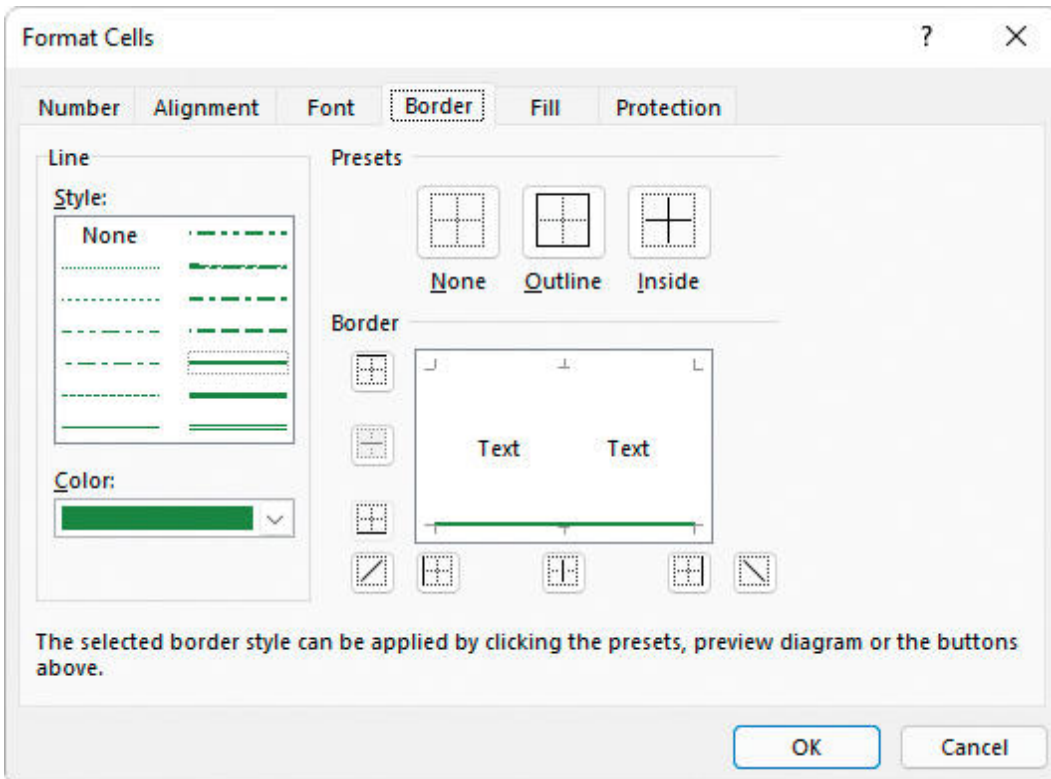 Format Cells
?
Number Alignment Font Border Fill Protection
Line
Style:
None
Color:
Presets
None Outline Inside
Border
Text Text
The selected border style can be applied by clicking the presets, preview diagram or the buttons
above.
OK Cancel